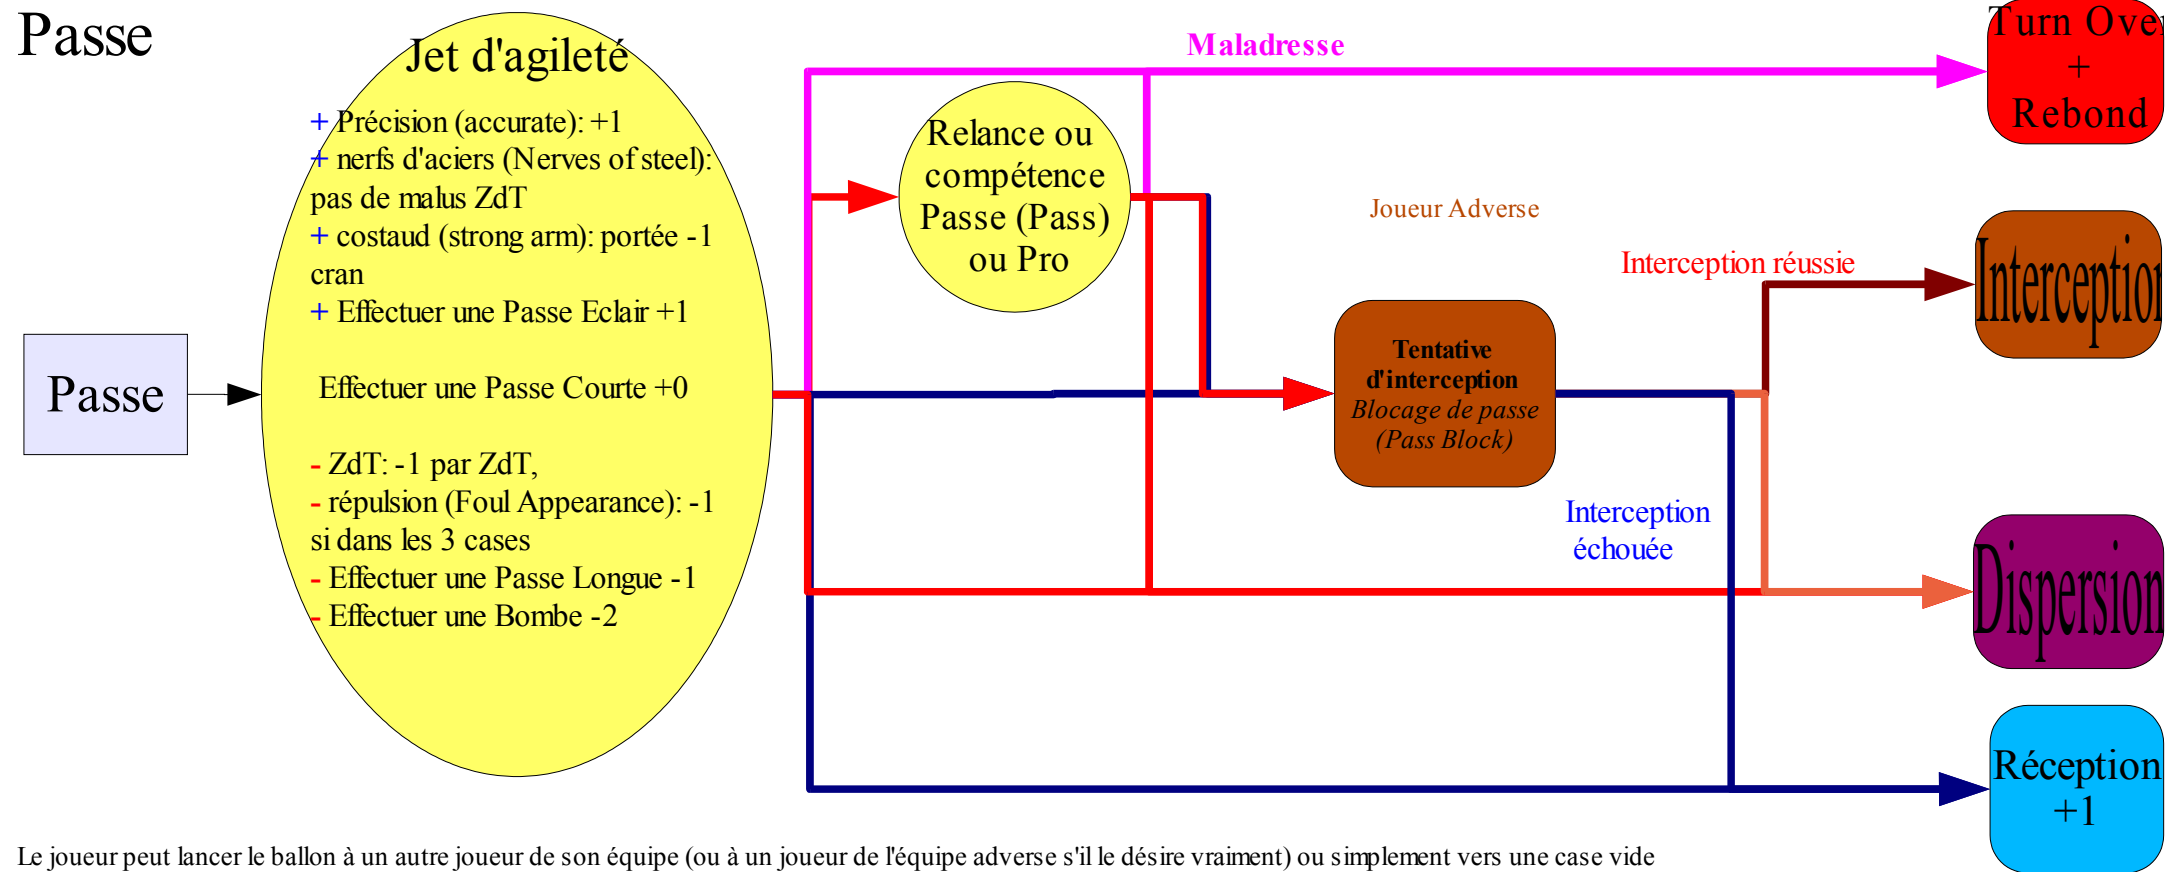 Passe
Jet d'agileté
+ Précision (accurate): +1
+ nerfs d'aciers (Nerves of steel):
pas de malus ZdT
+ costaud (strong arm): portée -1
cran
+ Effectuer une Passe Eclair +1
Effectuer une Passe Courte +0
- ZdT: -1 par ZdT,
- répulsion (Foul Appearance): -1
si dans les 3 cases
- Effectuer une Passe Longue -1
- Effectuer une Bombe -2
Passe
Maladresse
Relance ou
compétence
Passe (Pass)
ou Pro
Joueur Adverse
Tentative
d'interception
Blocage de passe
(Pass Block)
Interception réussie
Interception
échouée
Turn Over
+
Rebond
Interception
Dispersion
Réception
+1
Le joueur peut lancer le ballon à un autre joueur de son équipe (ou à un joueur de l'équipe adverse s'il le désire vraiment) ou simplement vers une case vide